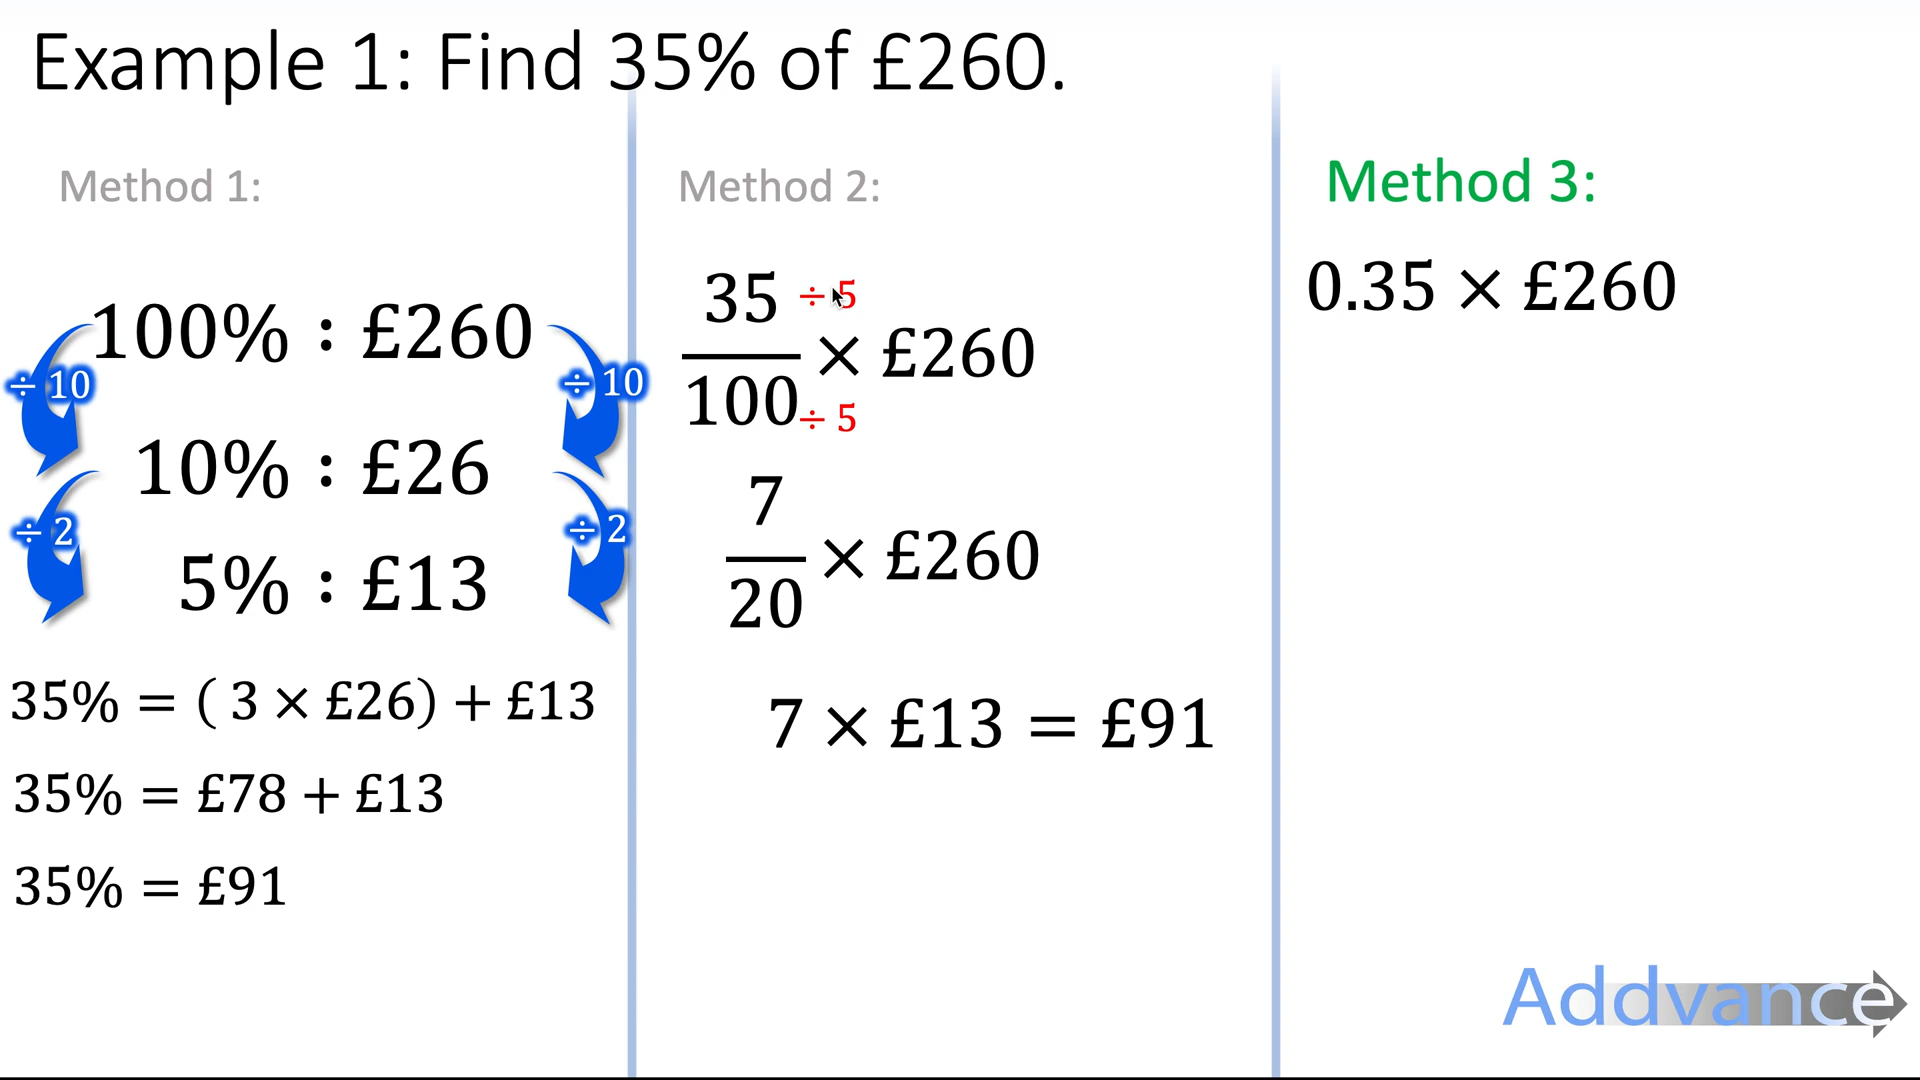 Example 1: Find 35% of £260.
Method 1:
100% : £260
÷ 10
÷ 10
10% : £26
÷ 2
÷ 2
5% : £13
35% = ( 3 × £26) + £13
35% = £78 + £13
35% = £91
Method 2:
35 ÷ 5
× £260
100 ÷ 5
7
× £260
20
7 × £13 = £91
Method 3:
0.35 × £260
Addvance